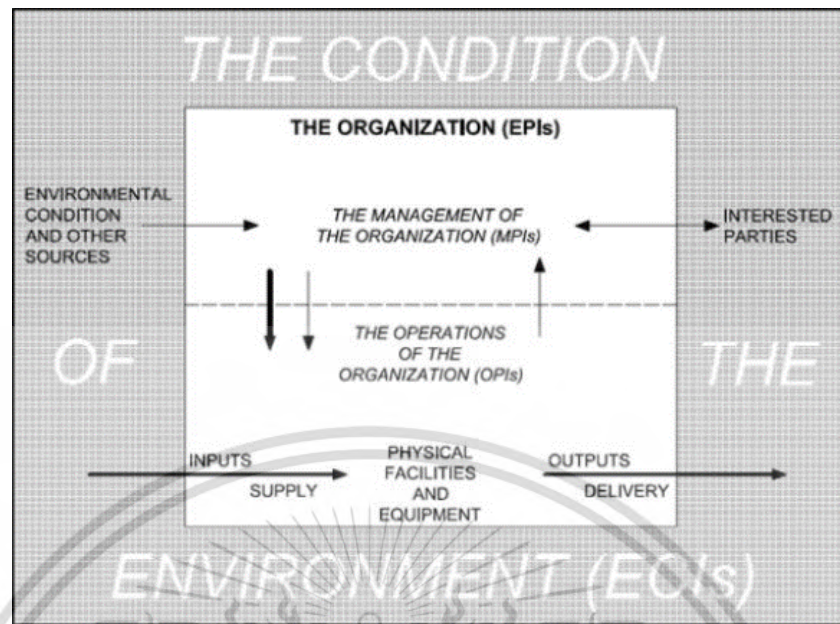 THE CONDITION
THE ORGANIZATION (EPIs)
ENVIRONMENTAL
CONDITION
AND OTHER
SOURCES
THE MANAGEMENT OF
THE ORGANIZATION (MPIs)
INTERESTED
PARTIES
OF
THE OPERATIONS
OF THE
ORGANIZATION (OPIs)
THE
INPUTS
SUPPLY
PHYSICAL
FACILITIES
AND
EQUIPMENT
OUTPUTS
DELIVERY
ENVIRONMENT (ECIs)